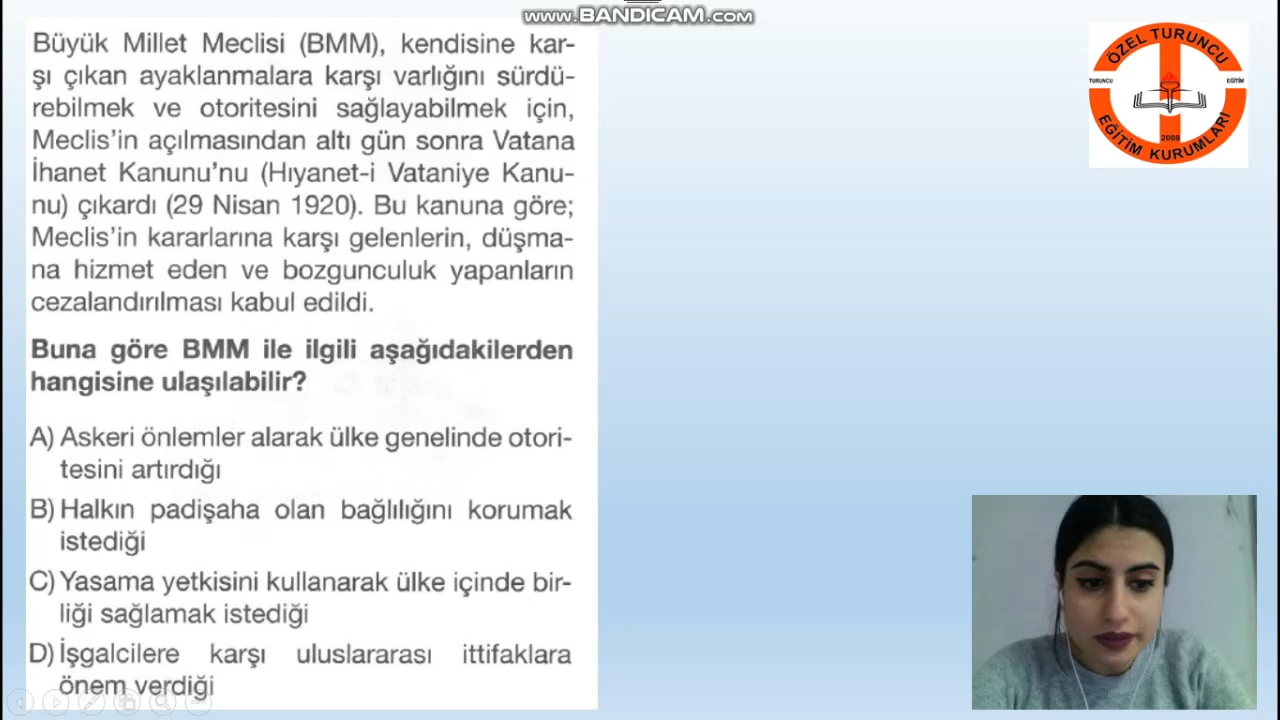 www.BANDICAM.com
Büyük Millet Meclisi (BMM), kendisine kar-
şı çıkan ayaklanmalara karşı varlığını sürdü-
rebilmek ve otoritesini sağlayabilmek için,
Meclis'in açılmasından altı gün sonra Vatana
İhanet Kanunu'nu (Hıyanet-i Vataniye Kanu-
nu) çıkardı (29 Nisan 1920). Bu kanuna göre;
Meclis'in kararlarına karşı gelenlerin, düşma-
na hizmet eden ve bozgunculuk yapanların
cezalandırılması kabul edildi.
Buna göre BMM ile ilgili aşağıdakilerden
hangisine ulaşılabilir?
A) Askeri önlemler alarak ülke genelinde otori-
tesini artırdığı
B) Halkın padişaha olan bağlılığını korumak
istediği
C) Yasama yetkisini kullanarak ülke içinde bir-
liği sağlamak istediği
D) İşgalcilere karşı uluslararası ittifaklara
önem verdiği
ÖZEL TURUNCU
TURUNCU
EĞİTİM
2008
EĞİTİM KURUMLARI